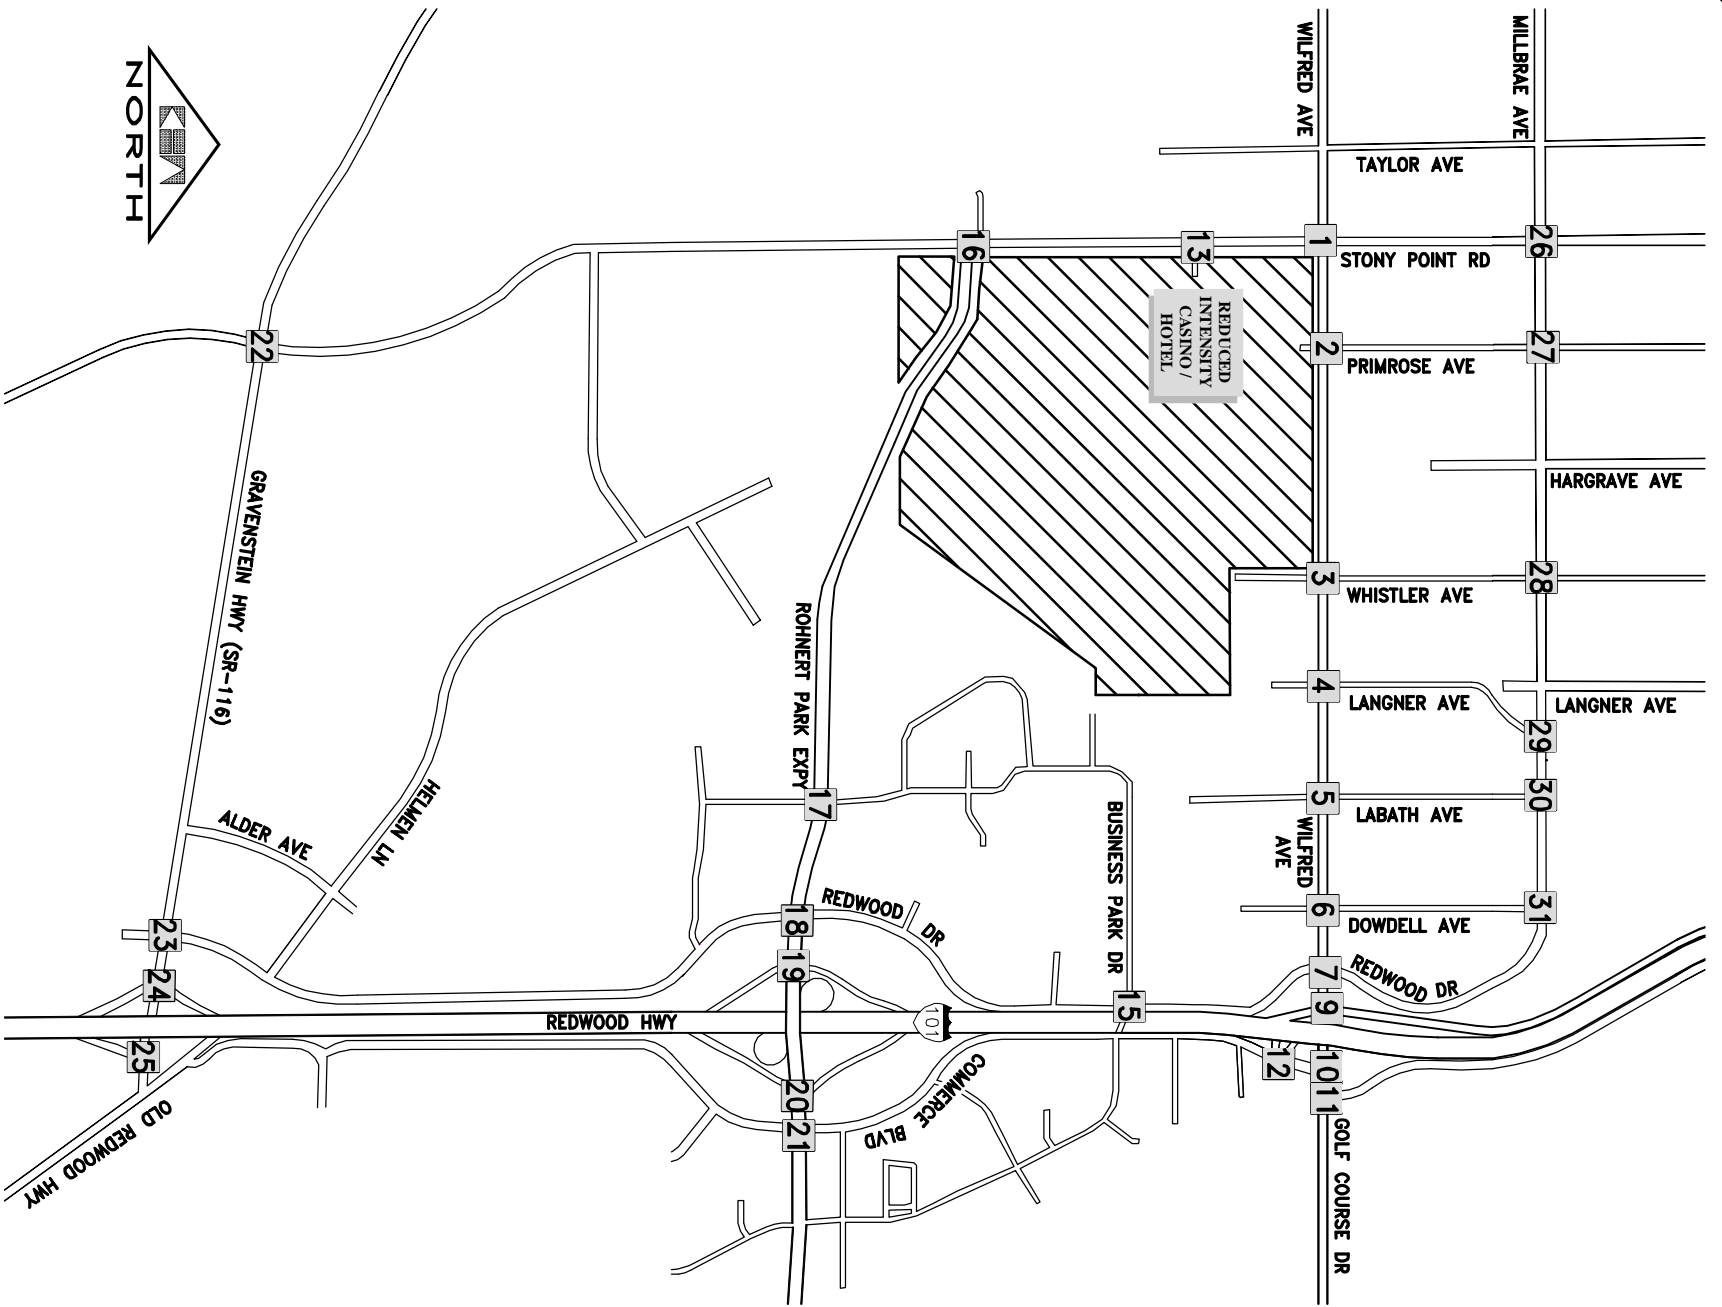 WILFRED AVE
MILLBRAE AVE
TAYLOR AVE
NORTH
16
13
1
26
STONY POINT RD
REDUCED
INTENSITY
CASINO /
HOTEL
22
2
27
PRIMROSE AVE
HARGRAVE AVE
GRAVENSTEIN HWY (SR-116)
3
28
WHISTLER AVE
ROHNERT PARK EXPY
4
LANGNER AVE
LANGNER AVE
29
17
5
30
LABATH AVE
HELMEN LN
ALDER AVE
BUSINESS PARK DR
WILFRED
AVE
REDWOOD DR
18
6
31
DOWDELL AVE
23
19
7
REDWOOD DR
24
15
9
101
REDWOOD HWY
25
12
10
20
11
21
COMMERCE BLVD
OLD REDWOOD HWY
GOLF COURSE DR